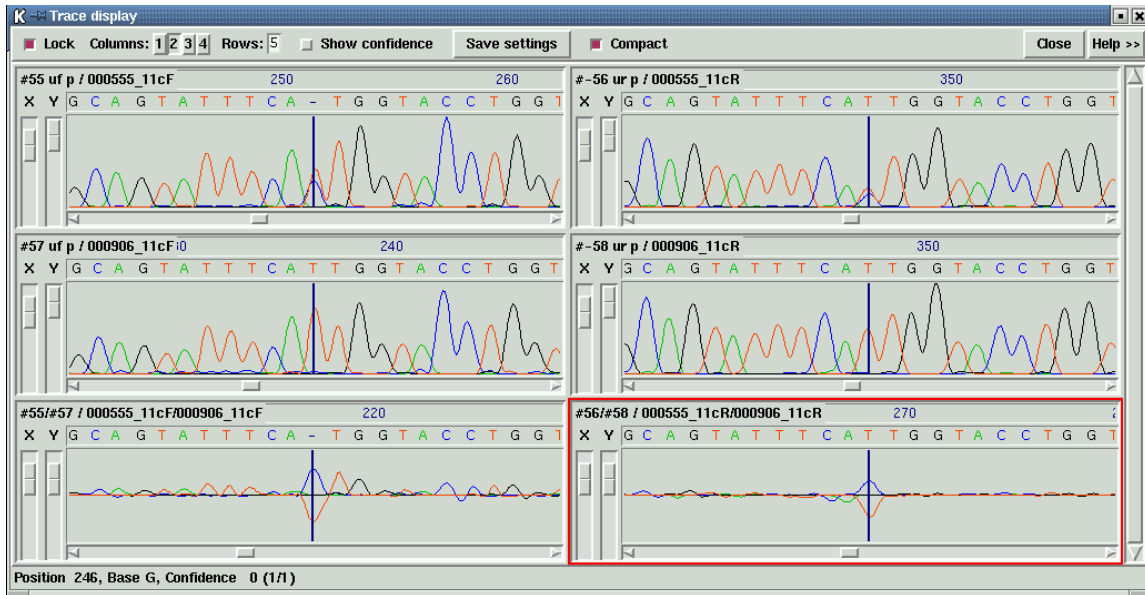 K Trace display
Lock Columns: 1 2 3 4 Rows: 5 Show confidence Save settings Compact Close Help >>
#55 uf p / 000555_11cF 250 260
X Y G C A G T A T T T C A - T G G T A C C T G G T
#-56 ur p / 000555_11cR 350
X Y G C A G T A T T T C A T T G G T A C C T G G T
#57 uf p / 000906_11cF 240
X Y G C A G T A T T T C A T T G G T A C C T G G T
#-58 ur p / 000906_11cR 350
X Y G C A G T A T T T C A T T G G T A C C T G G T
#55/#57 / 000555_11cF/000906_11cF 220
X Y G C A G T A T T T C A - T G G T A C C T G G T
#56/#58 / 000555_11cR/000906_11cR 270
X Y G C A G T A T T T C A T T G G T A C C T G G T
Position 246, Base G, Confidence 0 (1/1)